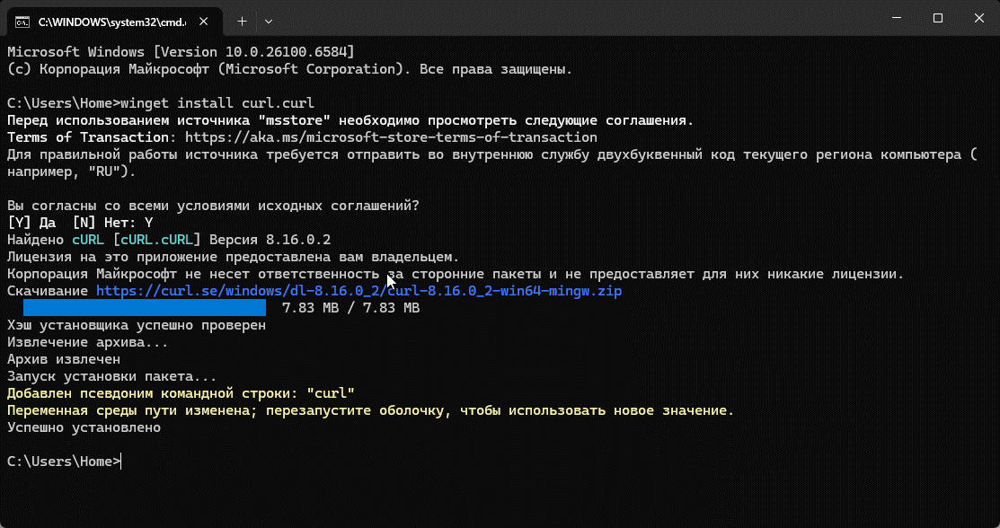 C:\WINDOWS\system32\cmd.
Microsoft Windows [Version 10.0.26100.6584]
(c) Корпорация Майкрософт (Microsoft Corporation). Все права защищены.
C:\Users\Home>winget install curl.curl
Перед использованием источника "msstore" необходимо просмотреть следующие соглашения.
Terms of Transaction: https://aka.ms/microsoft-store-terms-of-transaction
Для правильной работы источника требуется отправить во внутреннюю службу двухбуквенный код текущего региона компьютера (
например, "RU").
Вы согласны со всеми условиями исходных соглашений?
[Y] Да  [N] Нет: Y
Найдено cURL [cURL.cURL] Версия 8.16.0.2
Лицензия на это приложение предоставлена вам владельцем.
Корпорация Майкрософт не несет ответственность за сторонние пакеты и не предоставляет для них никакие лицензии.
Скачивание https://curl.se/windows/dl-8.16.0_2/curl-8.16.0_2-win64-mingw.zip
7.83 MB / 7.83 MB
Хэш установщика успешно проверен
Извлечение архива...
Архив извлечен
Запуск установки пакета...
Добавлен псевдоним командной строки: "curl"
Переменная среды пути изменена; перезапустите оболочку, чтобы использовать новое значение.
Успешно установлено
C:\Users\Home>